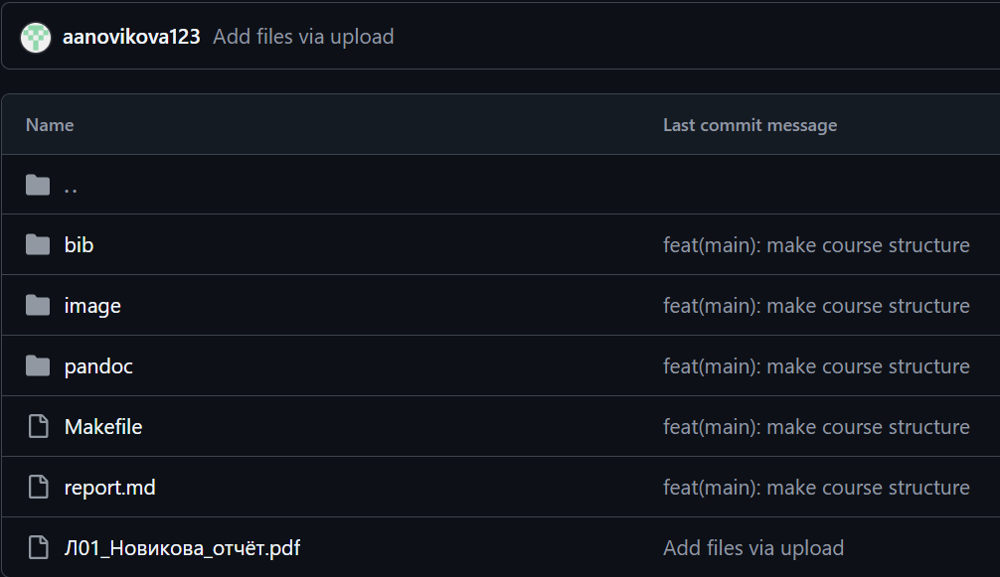 aanovikova123 Add files via upload
Name Last commit message
..
bib feat(main): make course structure
image feat(main): make course structure
pandoc feat(main): make course structure
Makefile feat(main): make course structure
report.md feat(main): make course structure
Л01_Новикова_отчёт.pdf Add files via upload